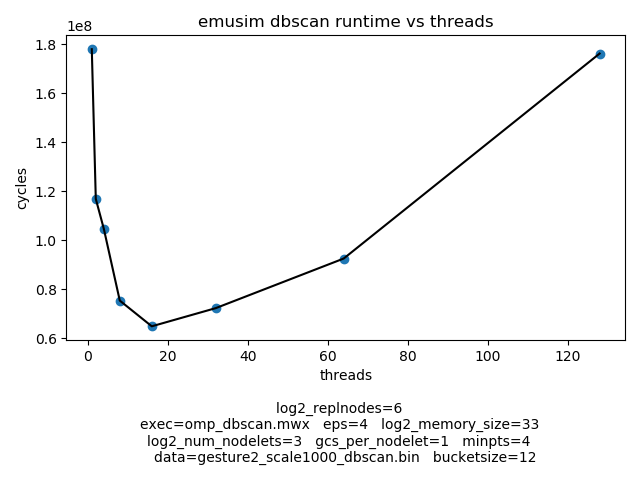 emusim dbscan runtime vs threads
1e8
1.8
1.6
1.4
1.2
1.0
0.8
0.6
cycles
0 20 40 60 80 100 120
threads
log2_replnodes=6
exec=omp_dbscan.mwx eps=4 log2_memory_size=33
log2_num_nodelets=3 gcs_per_nodelet=1 minpts=4
data=gesture2_scale1000_dbscan.bin bucketsize=12